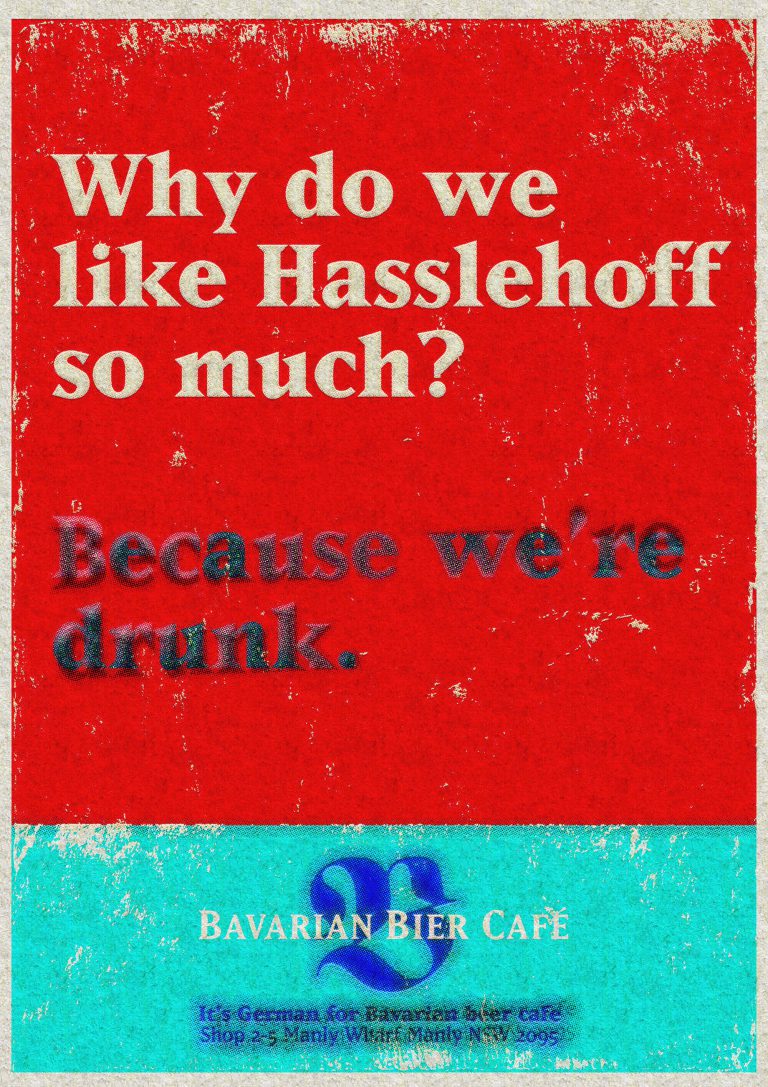 Why do we
like Hasslehoff
so much?
Because we're
drunk.
B
BAVARIAN BIER CAFÉ
It's German for Bavarian beer café
Shop 2-5 Manly Wharf Manly NSW 2095